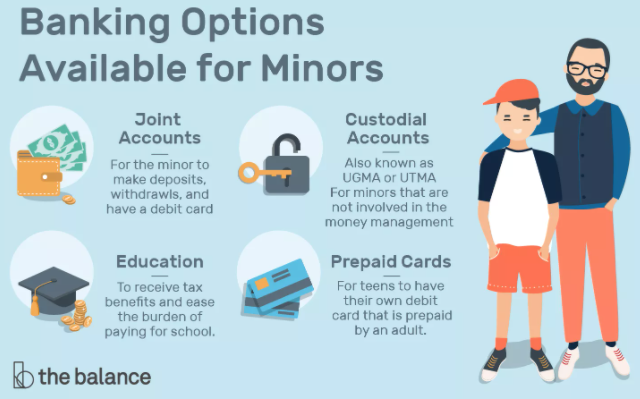 Banking Options
Available for Minors
Joint
Accounts
For the minor to
make deposits,
withdrawls, and
have a debit card
Custodial
Accounts
Also known as
UGMA or UTMA
For minors that are
not involved in the
money management
Education
To receive tax
benefits and ease
the burden of
paying for school.
Prepaid Cards
For teens to have
their own debit
card that is prepaid
by an adult.
the balance